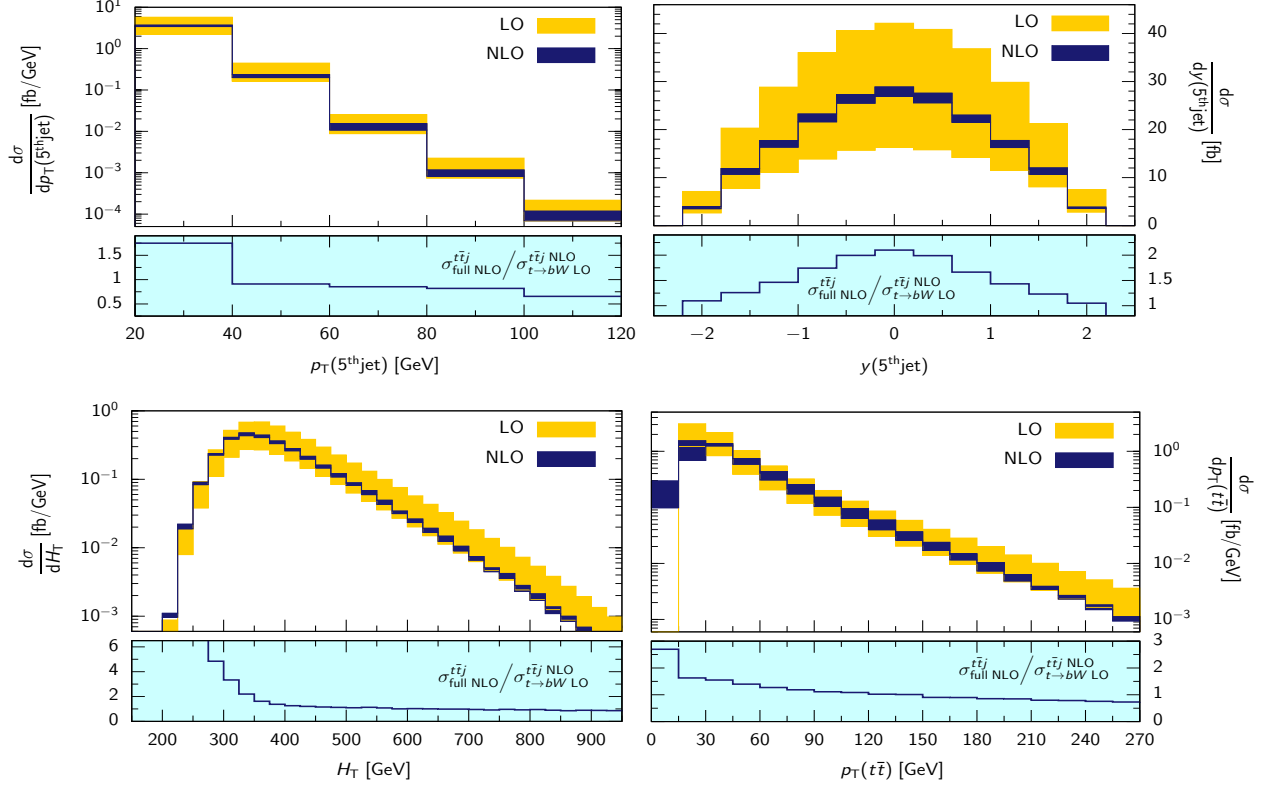 dσ/dp_T(5^th jet) [fb/GeV]
10^1
10^0
10^−1
10^−2
10^−3
10^−4
LO
NLO
1.5
1
0.5
σ^{tt̄j}_{full NLO}/σ^{tt̄j NLO}_{t→bW LO}
20 40 60 80 100 120
p_T(5^th jet) [GeV]
LO
NLO
40
30
20
10
0
dσ/dy(5^th jet) [fb]
2
1.5
1
σ^{tt̄j}_{full NLO}/σ^{tt̄j NLO}_{t→bW LO}
−2 −1 0 1 2
y(5^th jet)
dσ/dH_T [fb/GeV]
10^0
10^−1
10^−2
10^−3
LO
NLO
6
4
2
0
σ^{tt̄j}_{full NLO}/σ^{tt̄j NLO}_{t→bW LO}
200 300 400 500 600 700 800 900
H_T [GeV]
LO
NLO
10^0
10^−1
10^−2
10^−3
dσ/dp_T(tt̄) [fb/GeV]
3
2
1
0
σ^{tt̄j}_{full NLO}/σ^{tt̄j NLO}_{t→bW LO}
0 30 60 90 120 150 180 210 240 270
p_T(tt̄) [GeV]